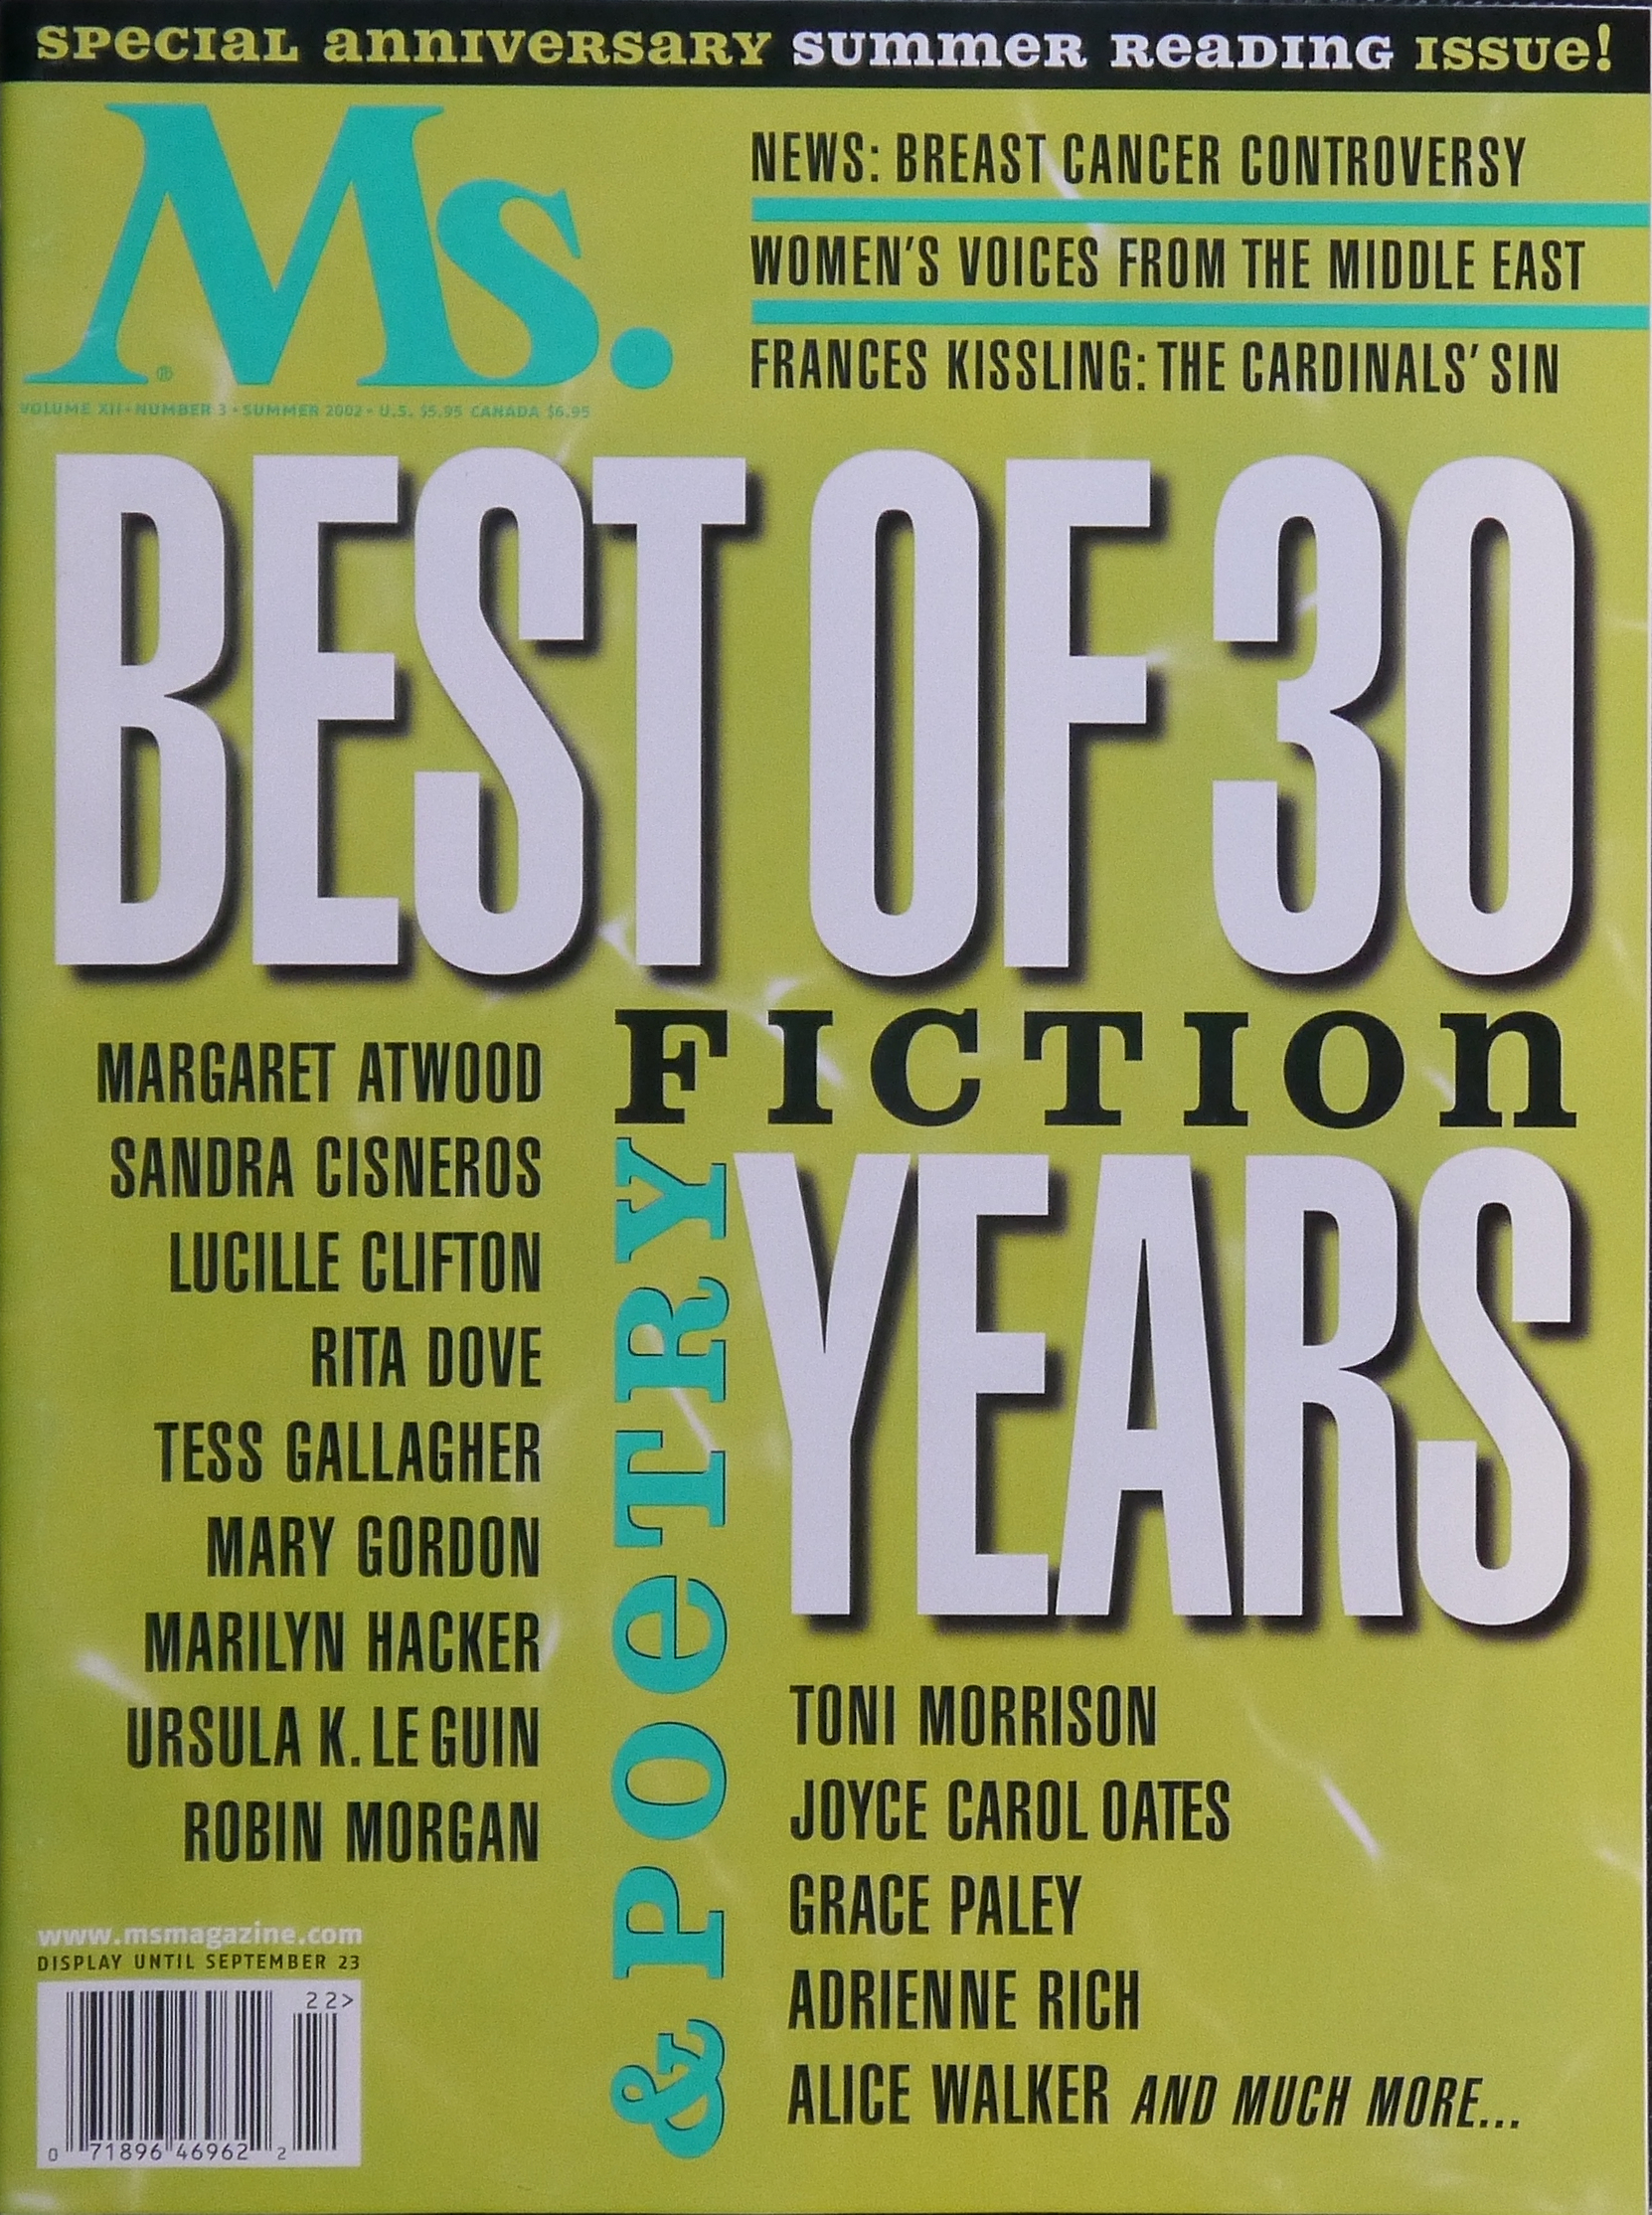 SPECIAL ANNIVERSARY SUMMER READING ISSUE!
Ms.
®
VOLUME XII • NUMBER 3 • SUMMER 2002 • U.S. $5.95 CANADA $6.95
NEWS: BREAST CANCER CONTROVERSY
WOMEN'S VOICES FROM THE MIDDLE EAST
FRANCES KISSLING: THE CARDINALS' SIN
BEST OF 30
FICTION
& POETRY
YEARS
MARGARET ATWOOD
SANDRA CISNEROS
LUCILLE CLIFTON
RITA DOVE
TESS GALLAGHER
MARY GORDON
MARILYN HACKER
URSULA K. LE GUIN
ROBIN MORGAN
TONI MORRISON
JOYCE CAROL OATES
GRACE PALEY
ADRIENNE RICH
ALICE WALKER AND MUCH MORE...
www.msmagazine.com
DISPLAY UNTIL SEPTEMBER 23
22>
0 71896 46962 2